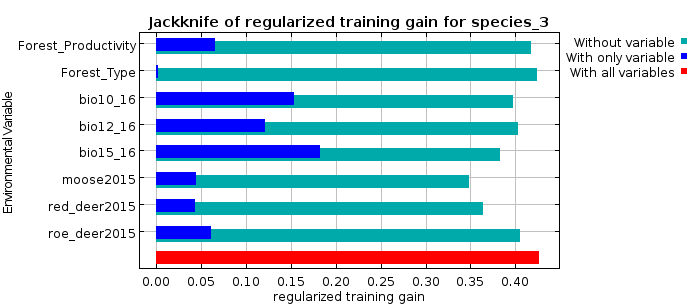 Jackknife of regularized training gain for species_3
Without variable
With only variable
With all variables
Environmental Variable
Forest_Productivity
Forest_Type
bio10_16
bio12_16
bio15_16
moose2015
red_deer2015
roe_deer2015
0.00 0.05 0.10 0.15 0.20 0.25 0.30 0.35 0.40
regularized training gain